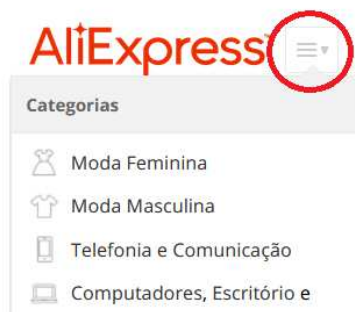 AliExpress
Categorias
Moda Feminina
Moda Masculina
Telefonia e Comunicação
Computadores, Escritório e